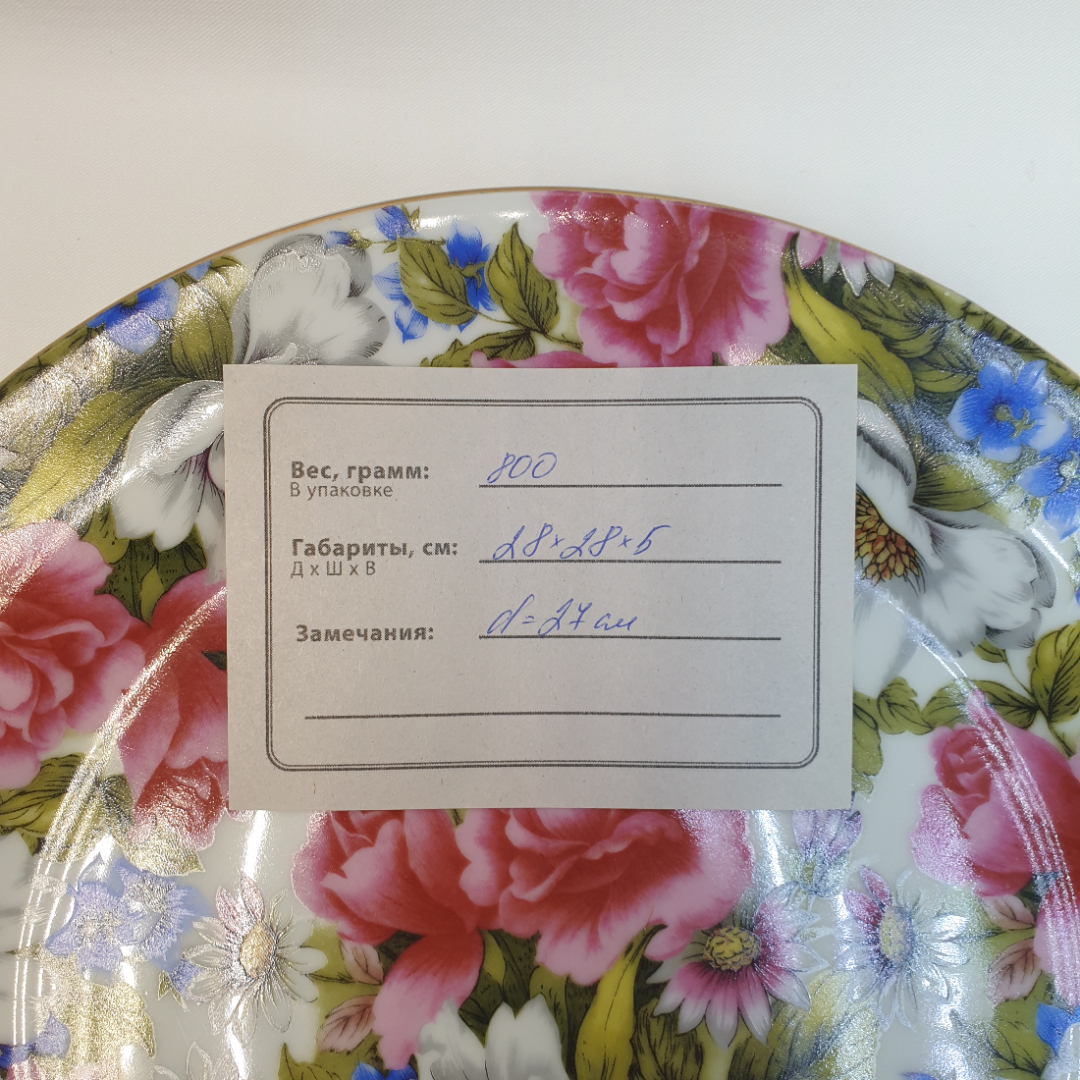 Вес, грамм: 800
В упаковке
Габариты, см: 28×28×5
Д х Ш х В
Замечания: d=27 см